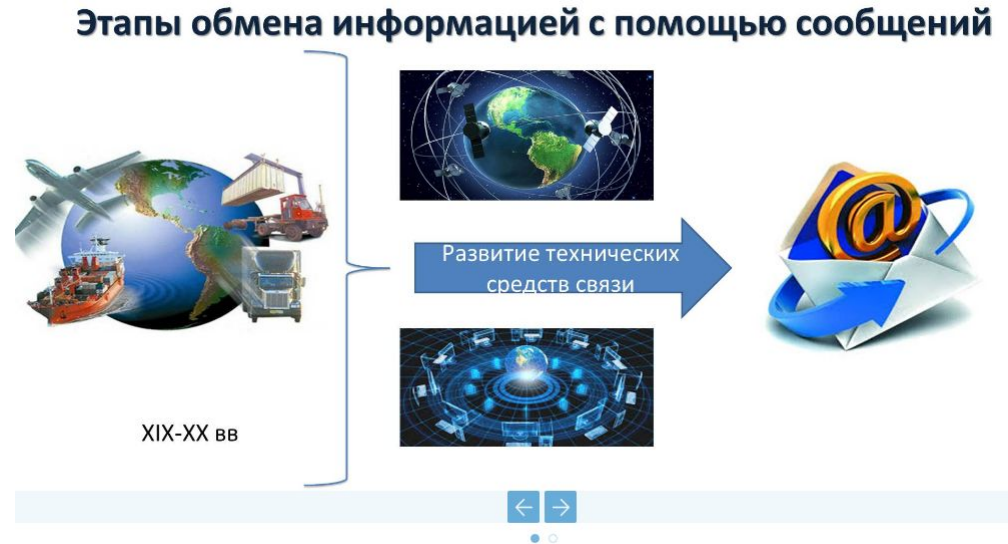 Этапы обмена информацией с помощью сообщений
Развитие технических
средств связи
XIX-XX вв